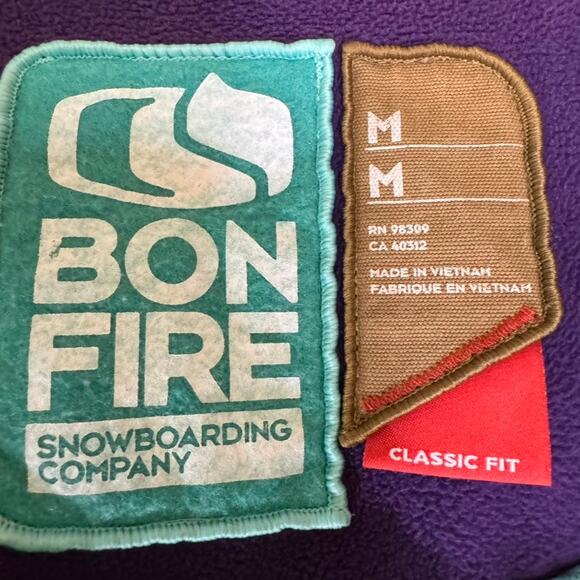 BON
FIRE
SNOWBOARDING
COMPANY
M
M
RN 98309
CA 40312
MADE IN VIETNAM
FABRIQUE EN VIETNAM
CLASSIC FIT